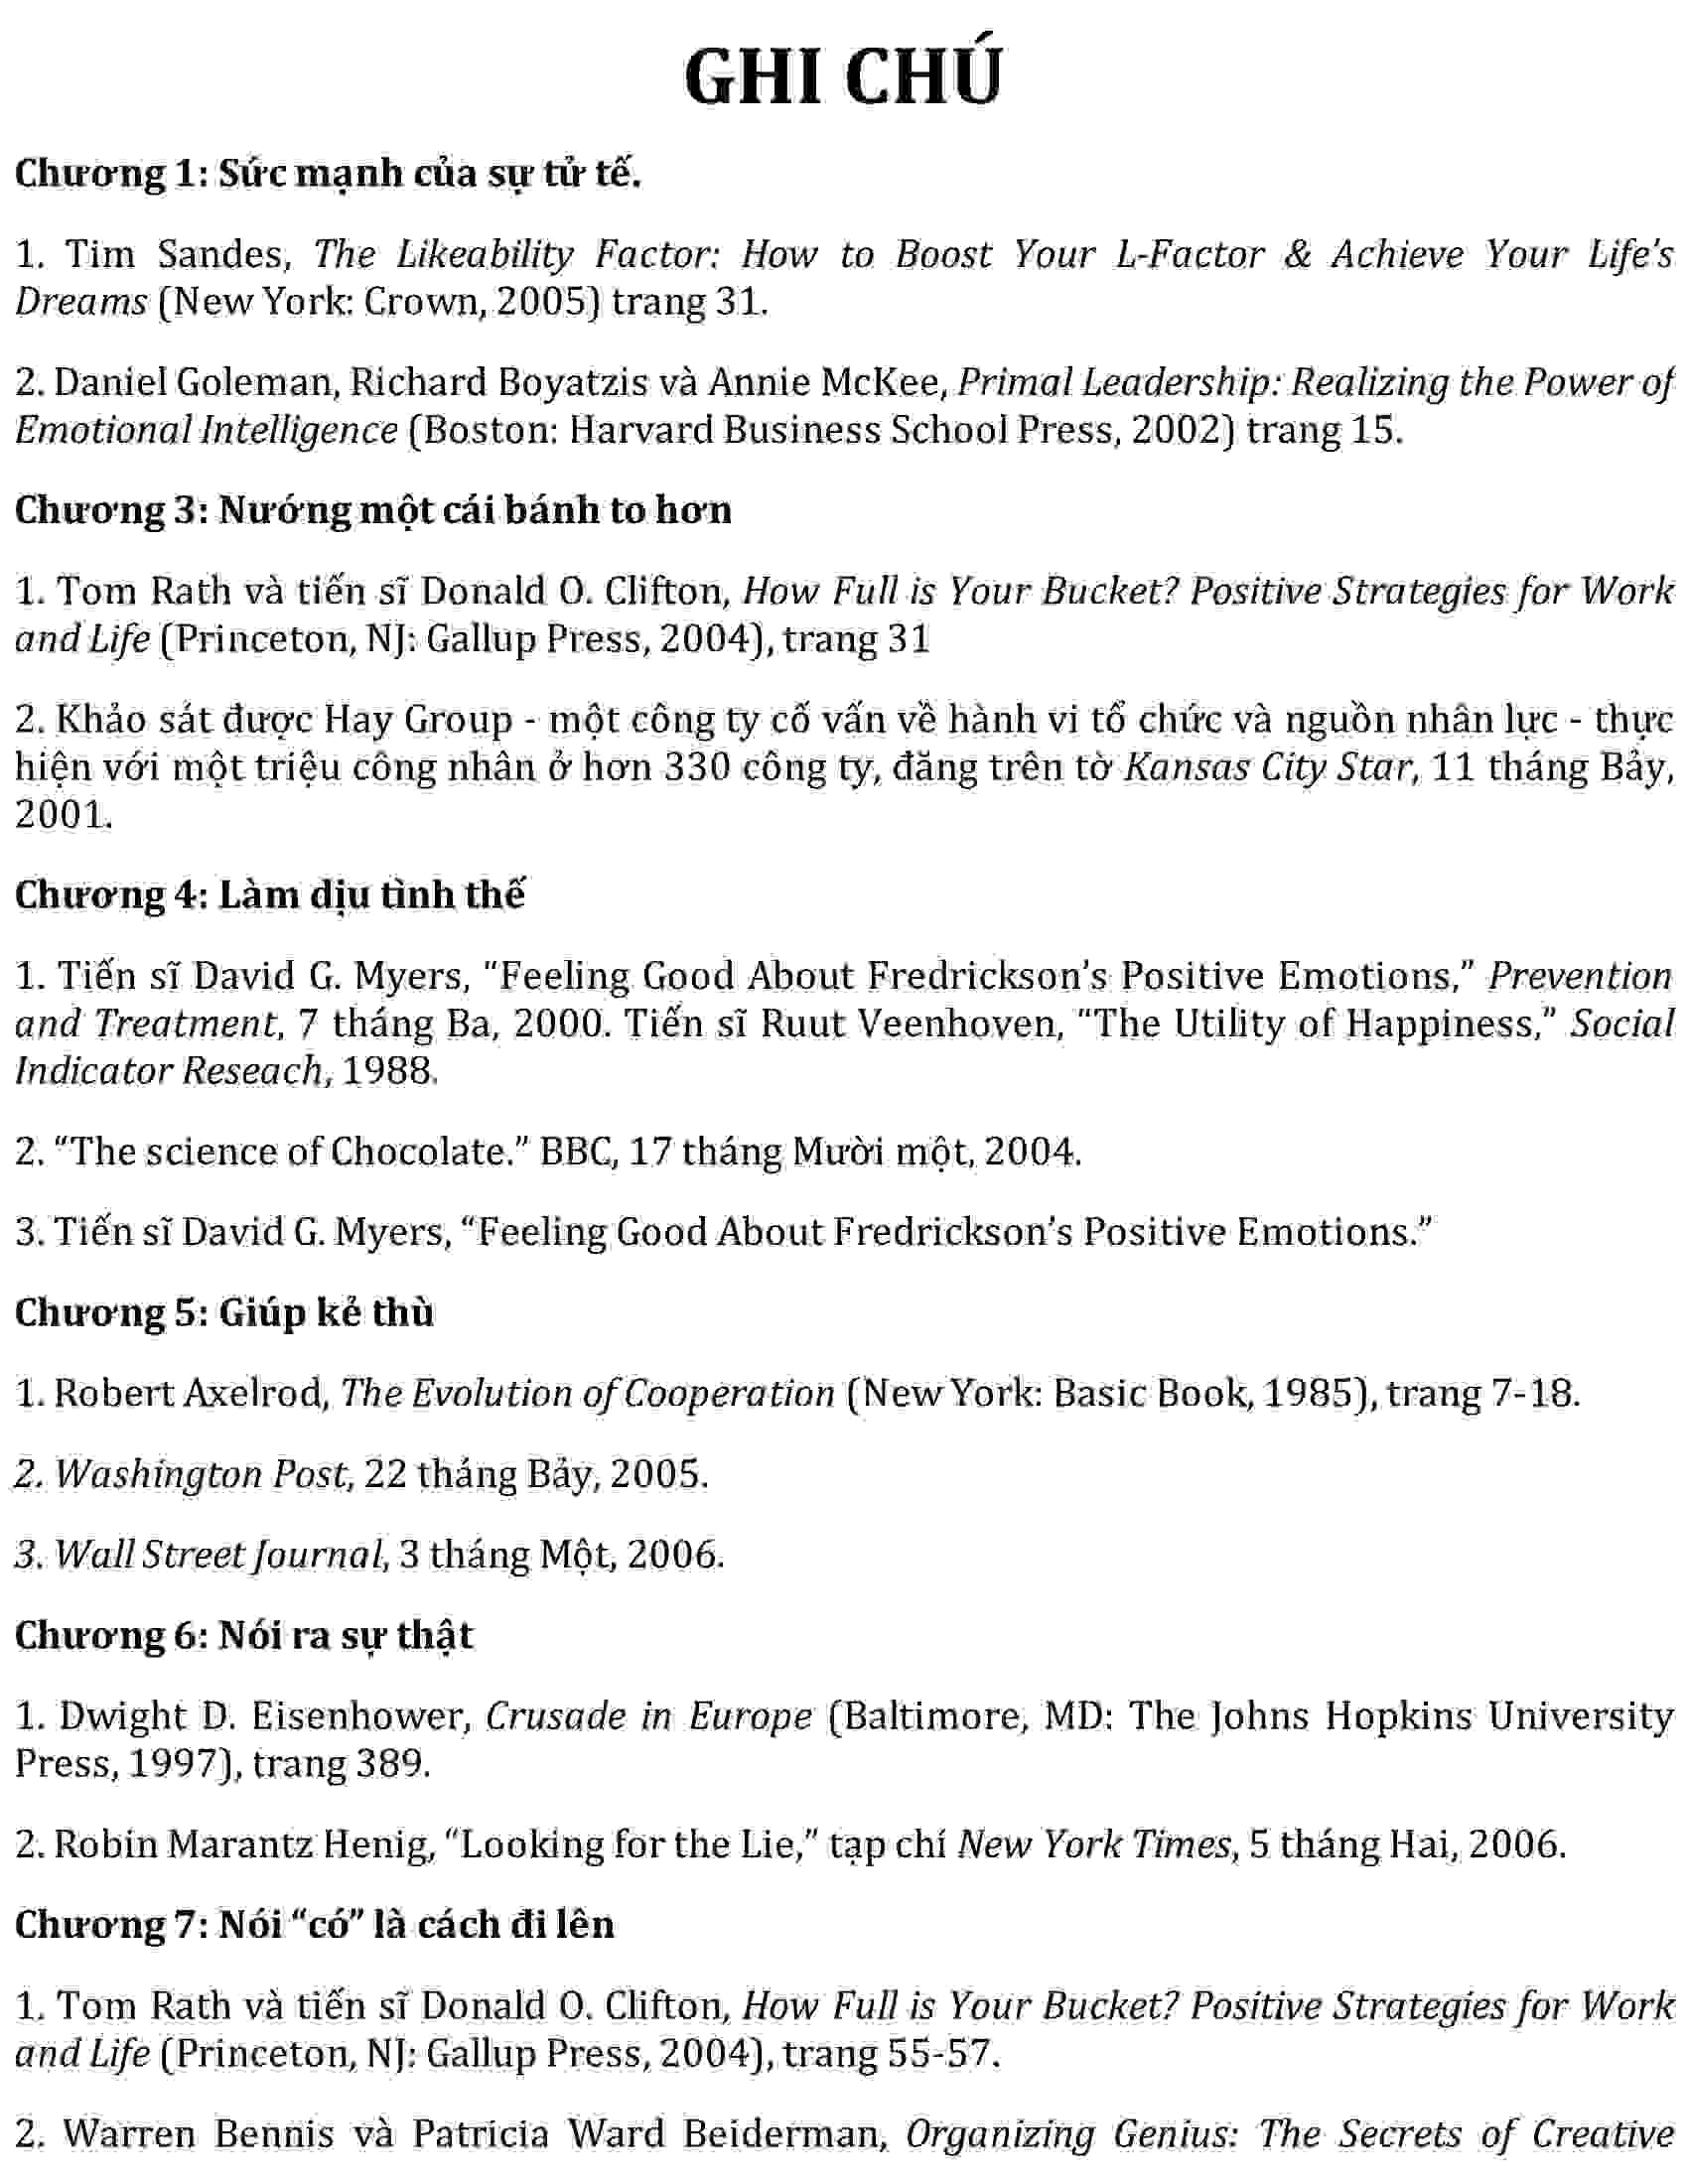 GHI CHÚ
Chương 1: Sức mạnh của sự tử tế.
1. Tim Sandes, The Likeability Factor: How to Boost Your L-Factor & Achieve Your Life’s
Dreams (New York: Crown, 2005) trang 31.
2. Daniel Goleman, Richard Boyatzis và Annie McKee, Primal Leadership: Realizing the Power of
Emotional Intelligence (Boston: Harvard Business School Press, 2002) trang 15.
Chương 3: Nướng một cái bánh to hơn
1. Tom Rath và tiến sĩ Donald O. Clifton, How Full is Your Bucket? Positive Strategies for Work
and Life (Princeton, NJ: Gallup Press, 2004), trang 31
2. Khảo sát được Hay Group - một công ty cố vấn về hành vi tổ chức và nguồn nhân lực - thực
hiện với một triệu công nhân ở hơn 330 công ty, đăng trên tờ Kansas City Star, 11 tháng Bảy,
2001.
Chương 4: Làm dịu tình thế
1. Tiến sĩ David G. Myers, “Feeling Good About Fredrickson’s Positive Emotions,” Prevention
and Treatment, 7 tháng Ba, 2000. Tiến sĩ Ruut Veenhoven, “The Utility of Happiness,” Social
Indicator Reseach, 1988.
2. “The science of Chocolate.” BBC, 17 tháng Mười một, 2004.
3. Tiến sĩ David G. Myers, “Feeling Good About Fredrickson’s Positive Emotions.”
Chương 5: Giúp kẻ thù
1. Robert Axelrod, The Evolution of Cooperation (New York: Basic Book, 1985), trang 7-18.
2. Washington Post, 22 tháng Bảy, 2005.
3. Wall Street Journal, 3 tháng Một, 2006.
Chương 6: Nói ra sự thật
1. Dwight D. Eisenhower, Crusade in Europe (Baltimore, MD: The Johns Hopkins University
Press, 1997), trang 389.
2. Robin Marantz Henig, “Looking for the Lie,” tạp chí New York Times, 5 tháng Hai, 2006.
Chương 7: Nói “có” là cách đi lên
1. Tom Rath và tiến sĩ Donald O. Clifton, How Full is Your Bucket? Positive Strategies for Work
and Life (Princeton, NJ: Gallup Press, 2004), trang 55-57.
2. Warren Bennis và Patricia Ward Beiderman, Organizing Genius: The Secrets of Creative